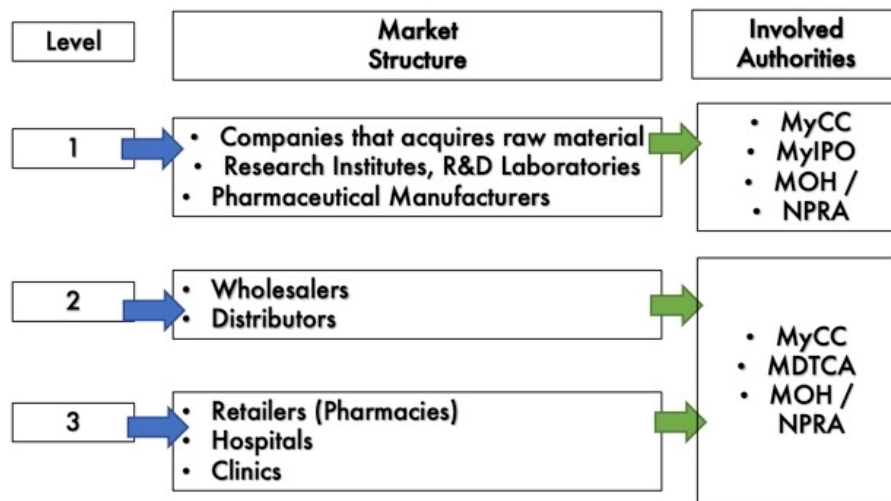 Level
Market
Structure
Involved
Authorities
1
• Companies that acquires raw material
• Research Institutes, R&D Laboratories
• Pharmaceutical Manufacturers
• MyCC
• MyIPO
• MOH /
• NPRA
2
• Wholesalers
• Distributors
3
• Retailers (Pharmacies)
• Hospitals
• Clinics
• MyCC
• MDTCA
• MOH /
NPRA